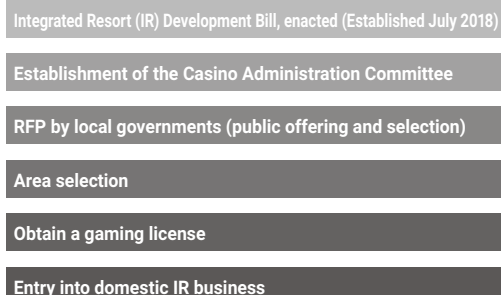 Integrated Resort (IR) Development Bill, enacted (Established July 2018)
Establishment of the Casino Administration Committee
RFP by local governments (public offering and selection)
Area selection
Obtain a gaming license
Entry into domestic IR business